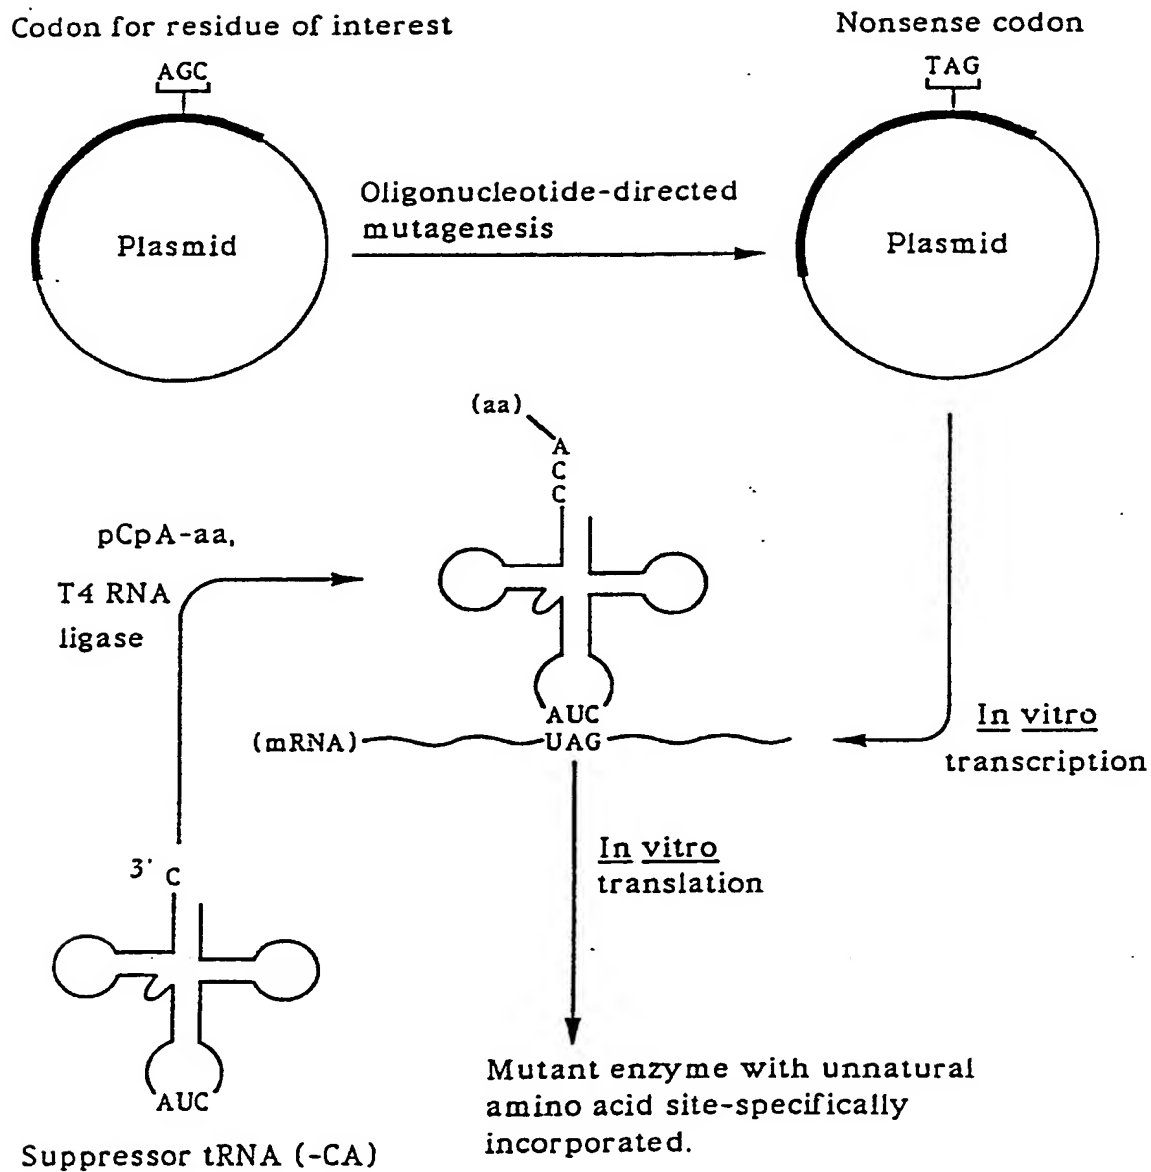 Codon for residue of interest
AGC
Plasmid
Oligonucleotide-directed
mutagenesis
Nonsense codon
TAG
Plasmid
(aa)
A
C
C
pCpA-aa,
T4 RNA
ligase
AUC
(mRNA)
UAG
In vitro
transcription
In vitro
translation
3' C
AUC
Suppressor tRNA (-CA)
Mutant enzyme with unnatural
amino acid site-specifically
incorporated.